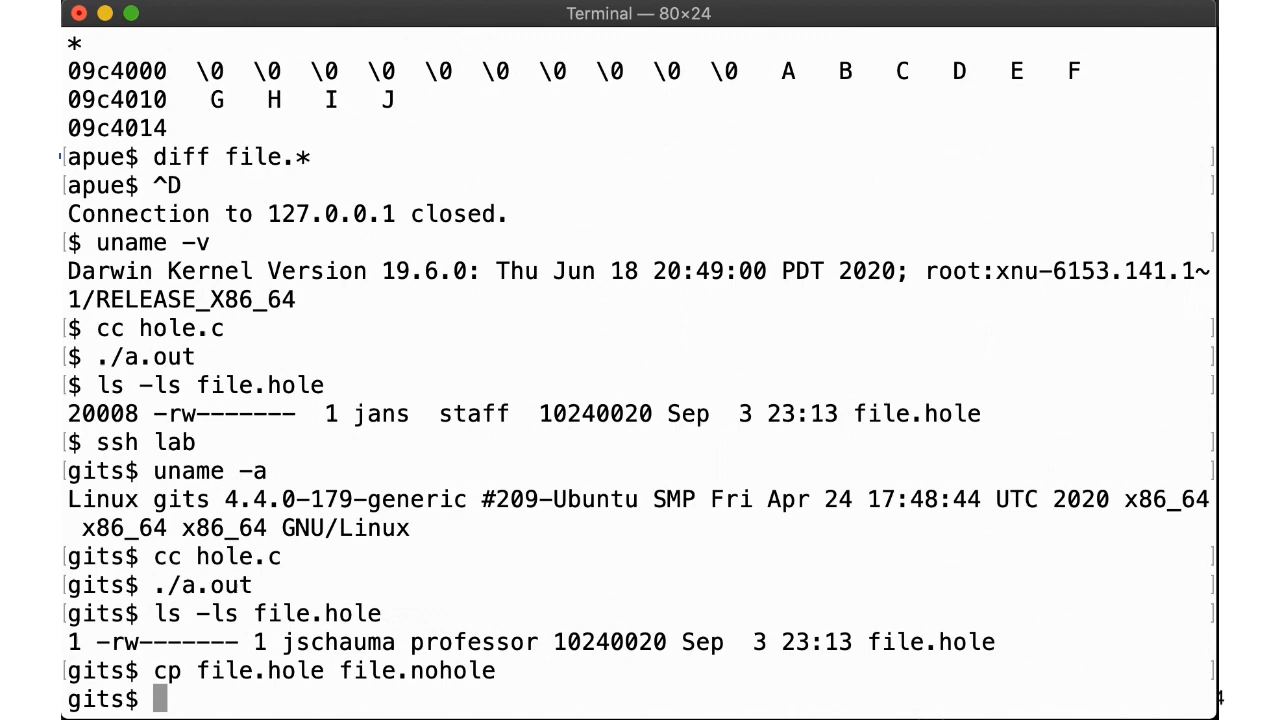 Terminal — 80×24
*
09c4000  \0  \0  \0  \0  \0  \0  \0  \0  \0  \0   A   B   C   D   E   F
09c4010   G   H   I   J
09c4014
[apue$ diff file.* ]
[apue$ ^D ]
Connection to 127.0.0.1 closed.
[$ uname -v ]
Darwin Kernel Version 19.6.0: Thu Jun 18 20:49:00 PDT 2020; root:xnu-6153.141.1~
1/RELEASE_X86_64
[$ cc hole.c ]
[$ ./a.out ]
[$ ls -ls file.hole ]
20008 -rw-------  1 jans  staff  10240020 Sep  3 23:13 file.hole
[$ ssh lab ]
[gits$ uname -a ]
Linux gits 4.4.0-179-generic #209-Ubuntu SMP Fri Apr 24 17:48:44 UTC 2020 x86_64
 x86_64 x86_64 GNU/Linux
[gits$ cc hole.c ]
[gits$ ./a.out ]
[gits$ ls -ls file.hole ]
1 -rw------- 1 jschauma professor 10240020 Sep  3 23:13 file.hole
[gits$ cp file.hole file.nohole ]
gits$